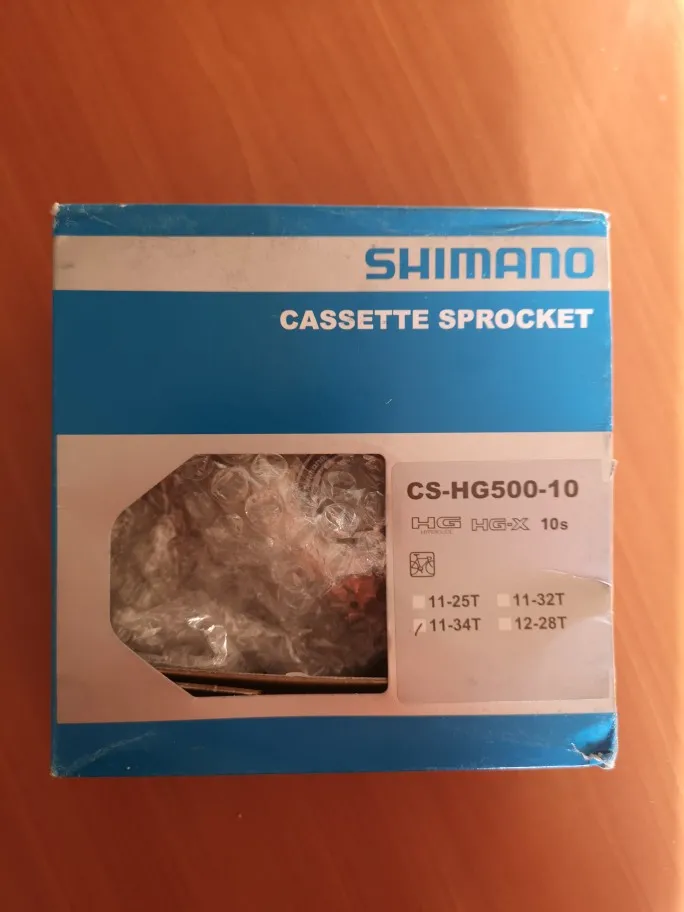 SHIMANO
CASSETTE SPROCKET
CS-HG500-10
HG HG-X 10s
11-25T 11-32T
11-34T 12-28T